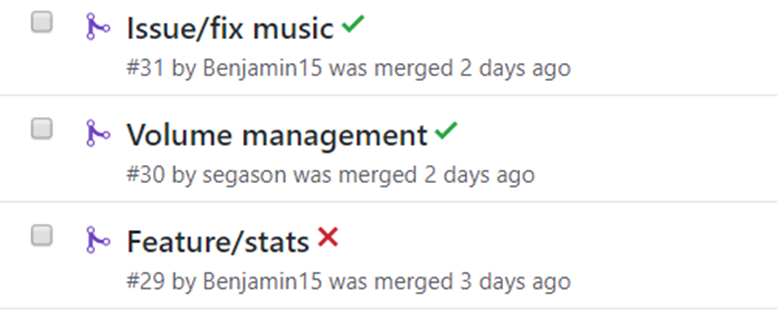 Issue/fix music
#31 by Benjamin15 was merged 2 days ago
Volume management
#30 by segason was merged 2 days ago
Feature/stats
#29 by Benjamin15 was merged 3 days ago